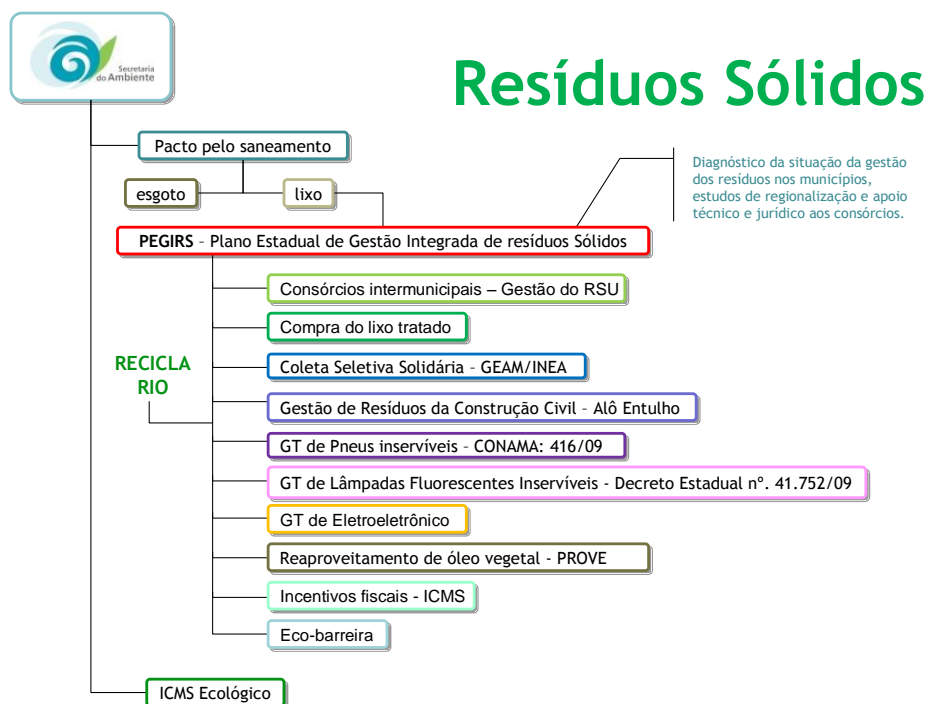 Secretaria
do Ambiente
Resíduos Sólidos
Pacto pelo saneamento
esgoto
lixo
Diagnóstico da situação da gestão
dos resíduos nos municípios,
estudos de regionalização e apoio
técnico e jurídico aos consórcios.
PEGIRS – Plano Estadual de Gestão Integrada de resíduos Sólidos
Consórcios intermunicipais – Gestão do RSU
Compra do lixo tratado
RECICLA
RIO
Coleta Seletiva Solidária – GEAM/INEA
Gestão de Resíduos da Construção Civil – Alô Entulho
GT de Pneus inservíveis – CONAMA: 416/09
GT de Lâmpadas Fluorescentes Inservíveis - Decreto Estadual nº. 41.752/09
GT de Eletroeletrônico
Reaproveitamento de óleo vegetal - PROVE
Incentivos fiscais - ICMS
Eco-barreira
ICMS Ecológico